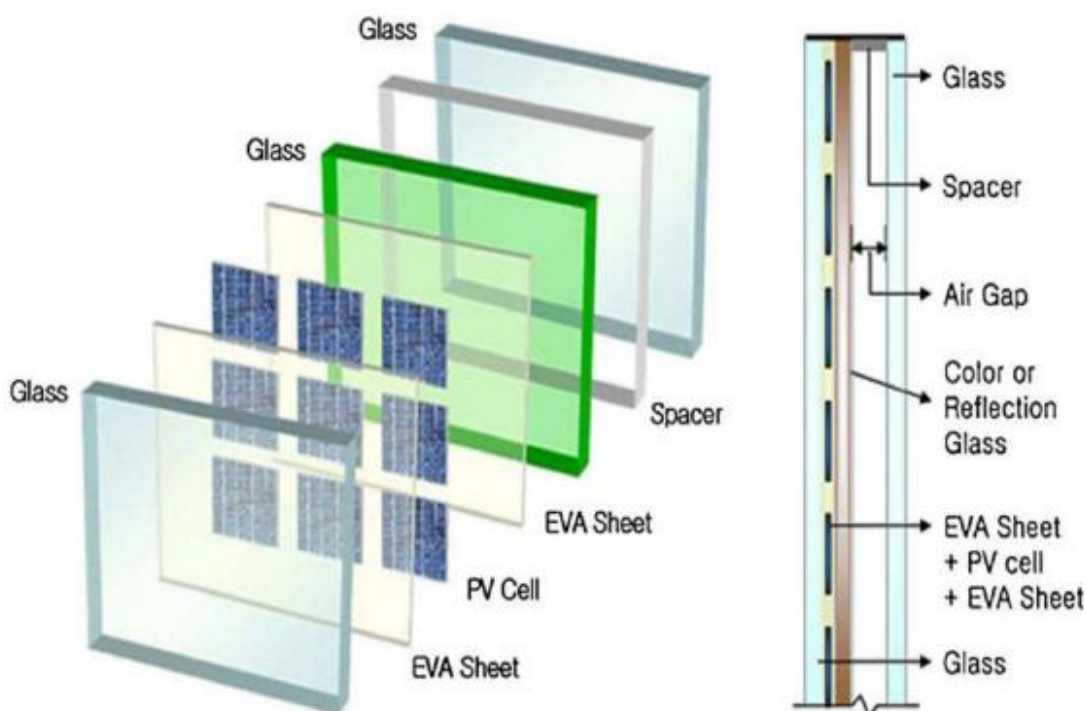 Glass
Glass
Glass
Spacer
EVA Sheet
PV Cell
EVA Sheet
Glass
Spacer
Air Gap
Color or
Reflection
Glass
EVA Sheet
+ PV cell
+ EVA Sheet
Glass